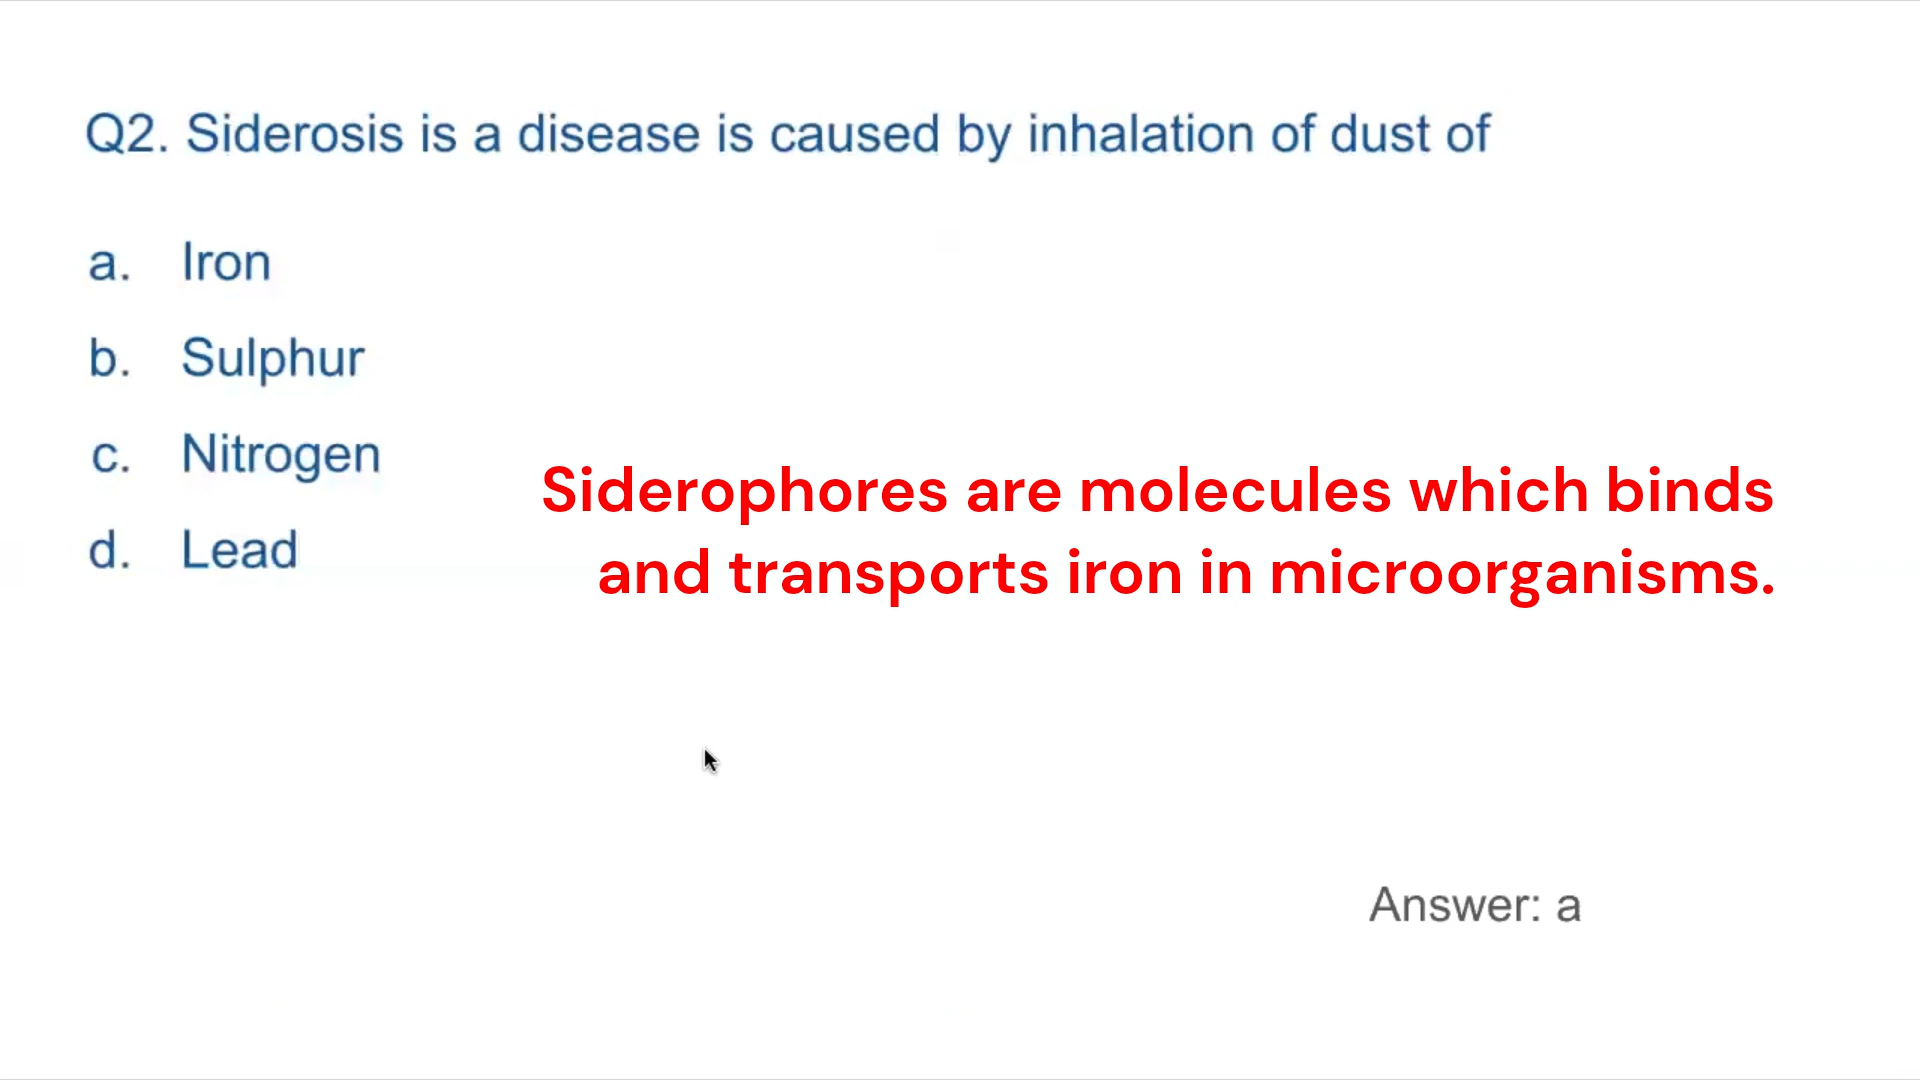 Q2. Siderosis is a disease is caused by inhalation of dust of
a. Iron
b. Sulphur
c. Nitrogen
d. Lead
Siderophores are molecules which binds
and transports iron in microorganisms.
Answer: a